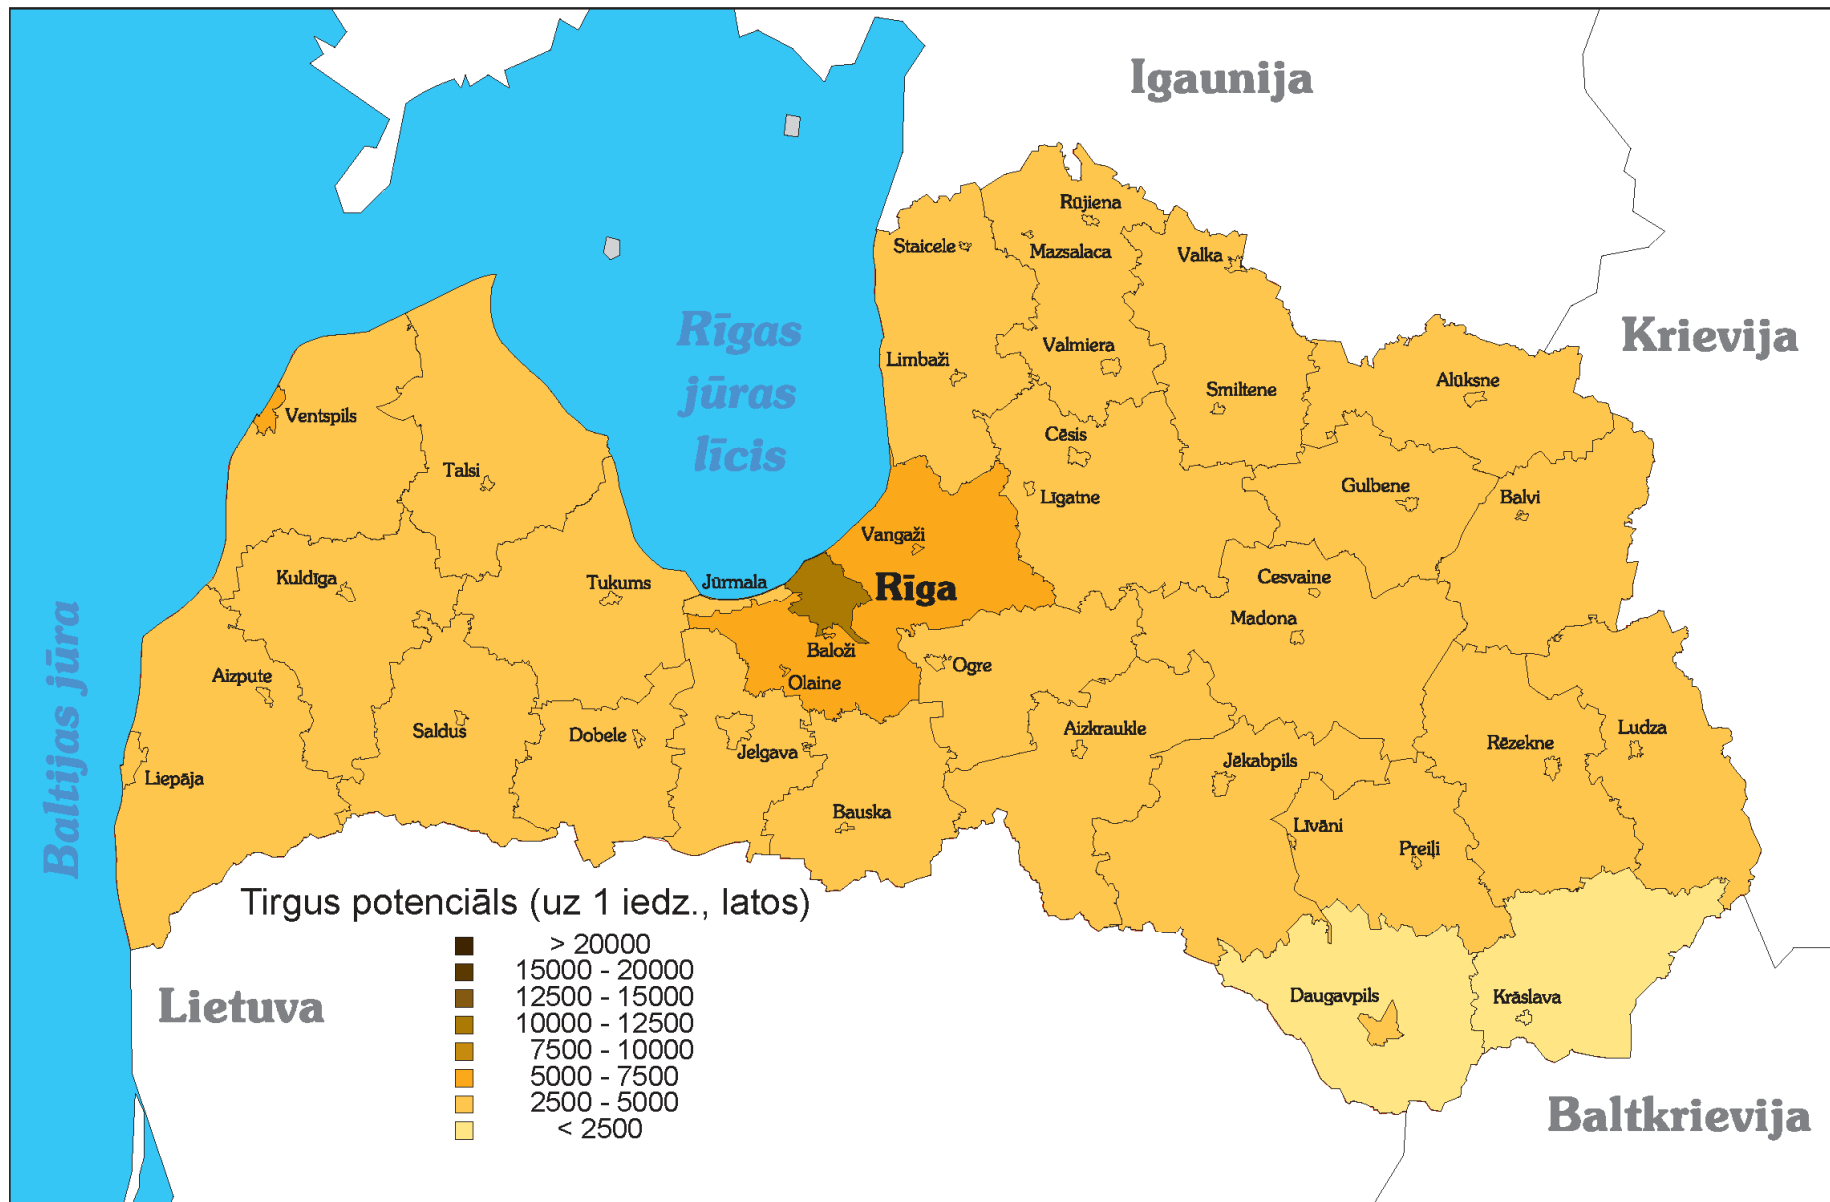 Igaunija
Rūjiena
Staicele
Mazsalaca
Valka
Rīgas
jūras
līcis
Krievija
Valmiera
Limbaži
Alūksne
Smiltene
Ventspils
Cēsis
Talsi
Gulbene
Līgatne
Balvi
Vangaži
Kuldīga
Tukums
Jūrmala
Rīga
Cesvaine
Madona
Baloži
Ogre
Aizpute
Olaine
Baltijas jūra
Saldus
Dobele
Jelgava
Aizkraukle
Ludza
Rēzekne
Jēkabpils
Liepāja
Bauska
Līvāni
Preiļi
Tirgus potenciāls (uz 1 iedz., latos)
> 20000
15000 - 20000
12500 - 15000
10000 - 12500
7500 - 10000
5000 - 7500
2500 - 5000
< 2500
Lietuva
Daugavpils
Krāslava
Baltkrievija